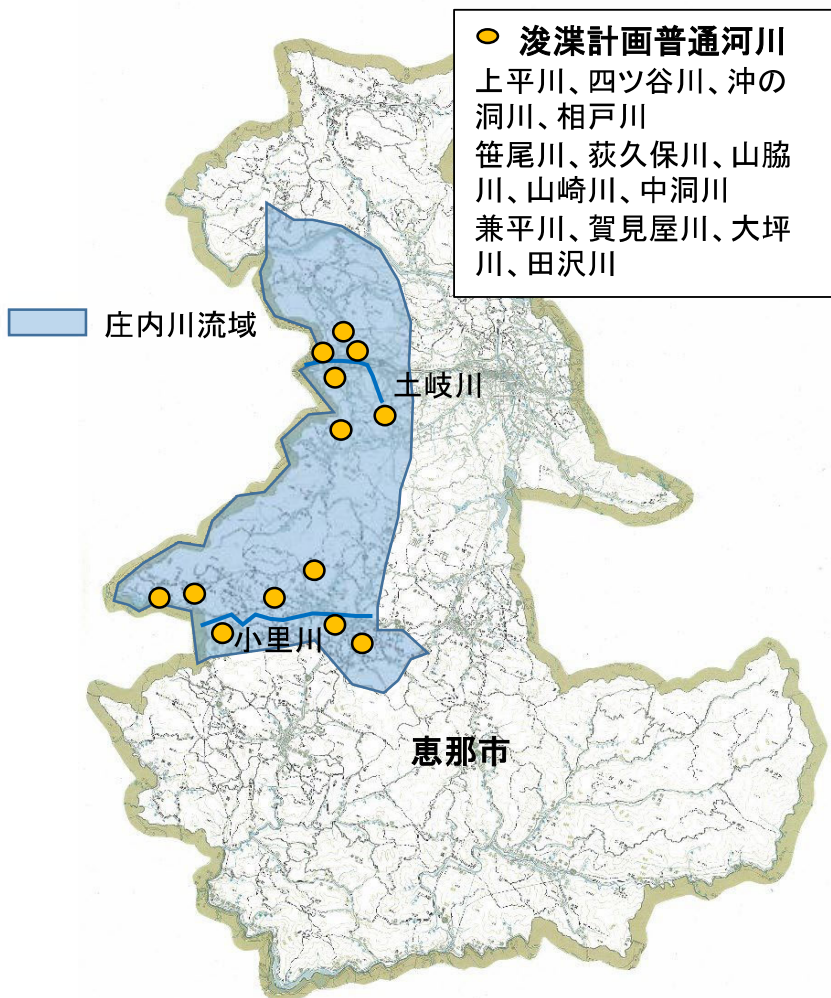 浚渫計画普通河川
上平川、四ツ谷川、沖の
洞川、相戸川
笹尾川、荻久保川、山脇
川、山崎川、中洞川
兼平川、賀見屋川、大坪
川、田沢川
庄内川流域
土岐川
小里川
恵那市